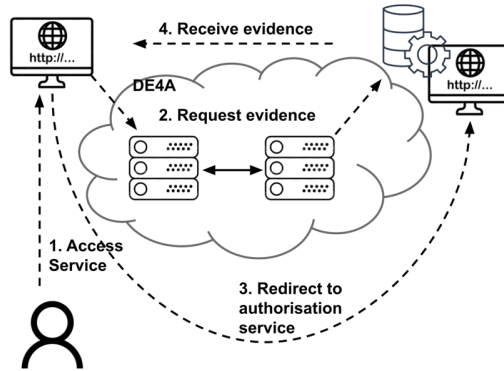 4. Receive evidence
http://...
http://...
DE4A
2. Request evidence
1. Access
Service
3. Redirect to
authorisation
service